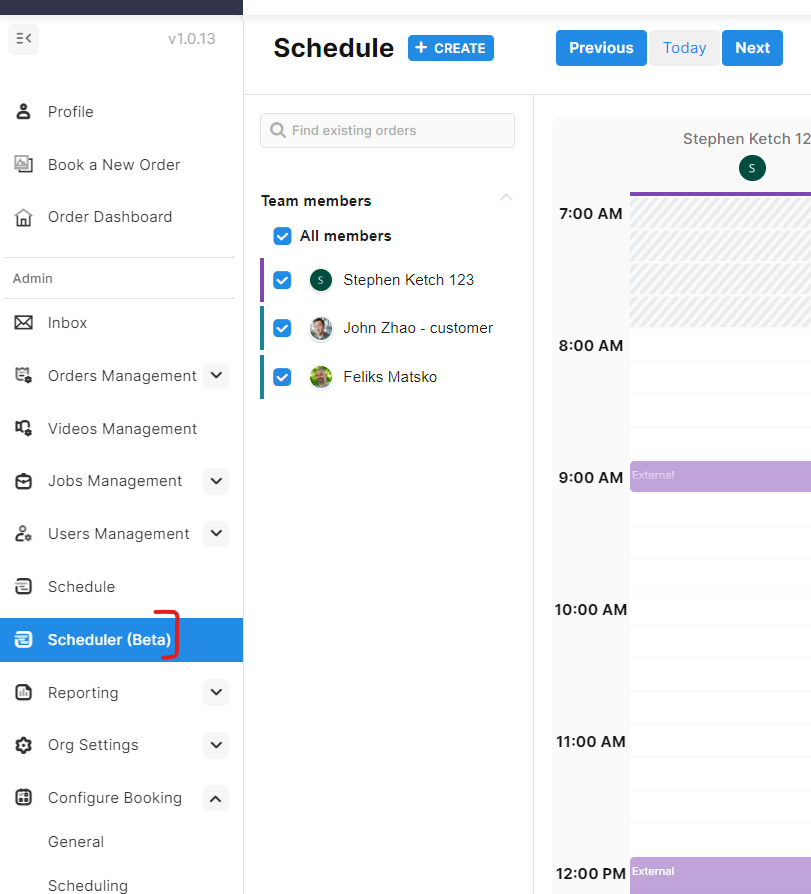 v1.0.13
Profile
Book a New Order
Order Dashboard
Admin
Inbox
Orders Management
Videos Management
Jobs Management
Users Management
Schedule
Scheduler (Beta)
Reporting
Org Settings
Configure Booking
General
Scheduling
Schedule
+ CREATE
Previous
Today
Next
Find existing orders
Team members
All members
S Stephen Ketch 123
John Zhao - customer
Feliks Matsko
Stephen Ketch 12
S
7:00 AM
8:00 AM
9:00 AM
External
10:00 AM
11:00 AM
12:00 PM
External